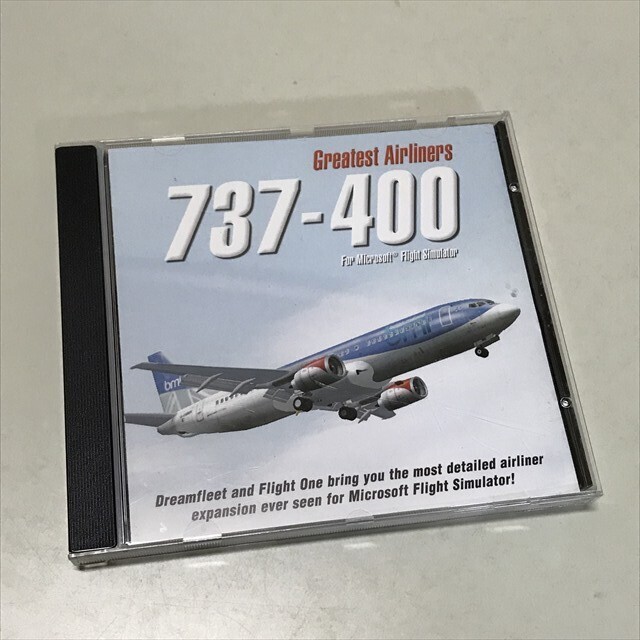 Greatest Airliners
737-400
For Microsoft® Flight Simulator
bmi
Dreamfleet and Flight One bring you the most detailed airliner
expansion ever seen for Microsoft Flight Simulator!